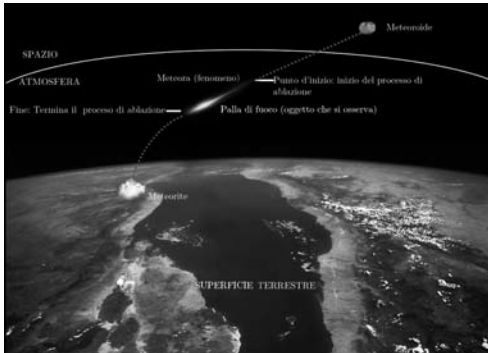 Meteoroide
SPAZIO
ATMOSFERA
Meteora (fenomeno)
Punto d'inizio: inizio del processo di
ablazione
Fine: Termina il proceso di ablazione
Palla di fuoco (oggetto che si osserva)
Meteorite
SUPERFICIE TERRESTRE